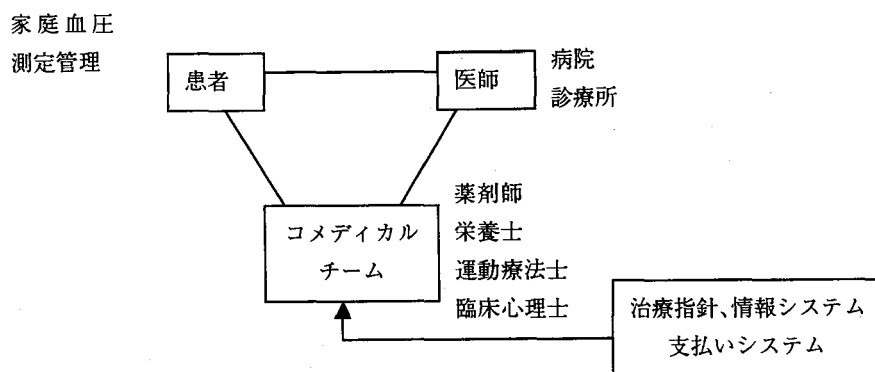 家庭血圧
測定管理
患者
医師
病院
診療所
コメディカル
チーム
薬剤師
栄養士
運動療法士
臨床心理士
治療指針、情報システム
支払いシステム